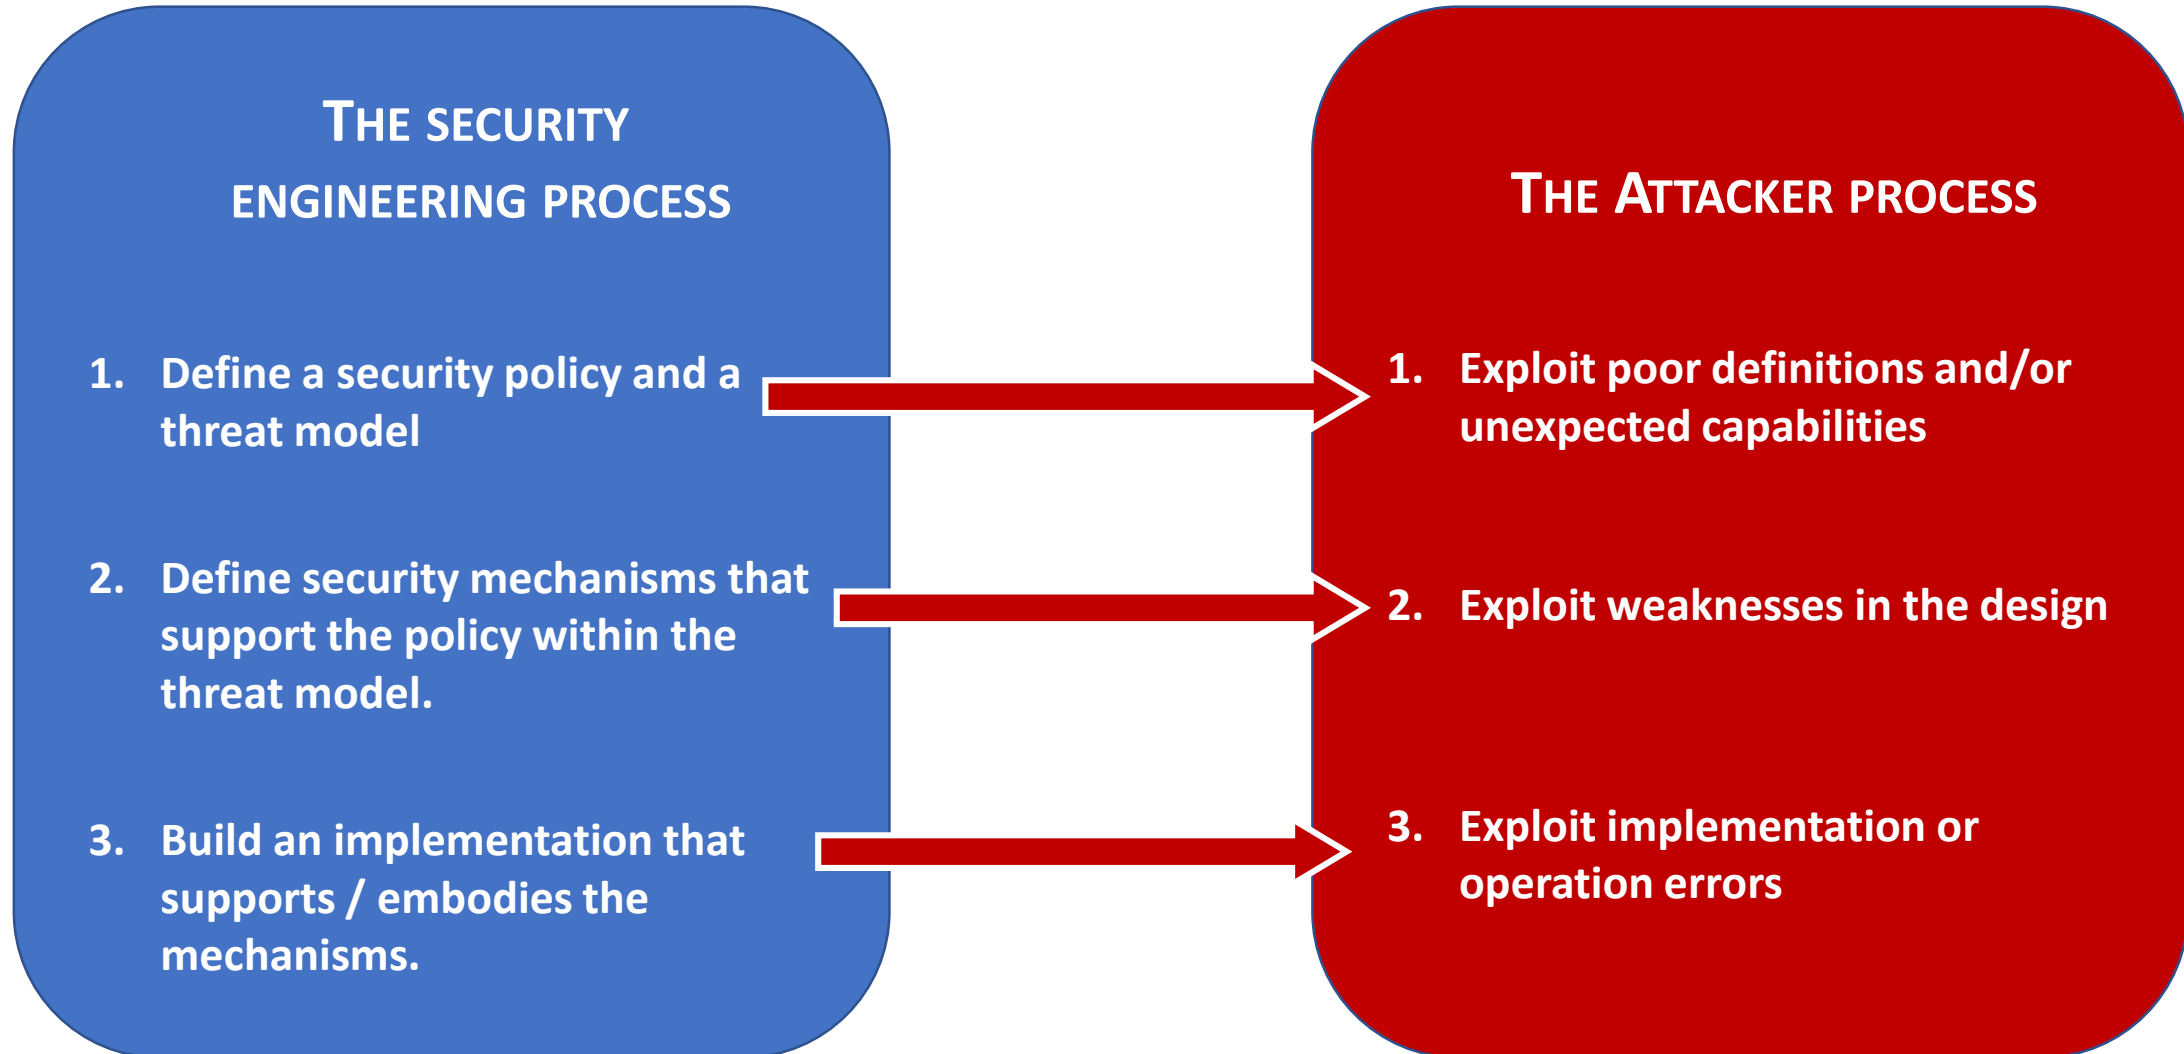 THE SECURITY
ENGINEERING PROCESS
1. Define a security policy and a
threat model
2. Define security mechanisms that
support the policy within the
threat model.
3. Build an implementation that
supports / embodies the
mechanisms.
THE ATTACKER PROCESS
1. Exploit poor definitions and/or
unexpected capabilities
2. Exploit weaknesses in the design
3. Exploit implementation or
operation errors